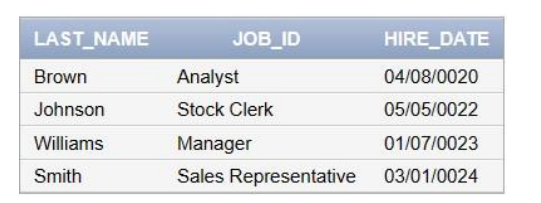 LAST_NAME JOB_ID HIRE_DATE
Brown Analyst 04/08/0020
Johnson Stock Clerk 05/05/0022
Williams Manager 01/07/0023
Smith Sales Representative 03/01/0024